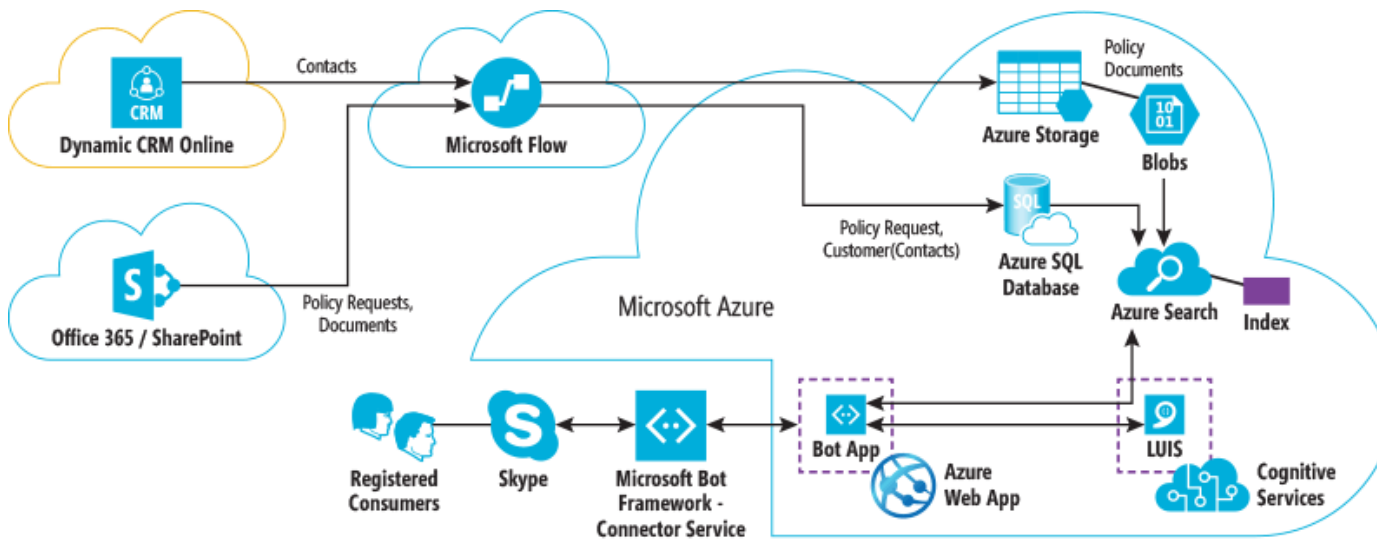 Contacts
CRM
Dynamic CRM Online
Microsoft Flow
Policy
Documents
Azure Storage
10
01
Blobs
S
Office 365 / SharePoint
Policy Requests,
Documents
Policy Request,
Customer(Contacts)
SQL
Azure SQL
Database
Azure Search
Index
Microsoft Azure
Registered
Consumers
S
Skype
Microsoft Bot
Framework -
Connector Service
Bot App
Azure
Web App
LUIS
Cognitive
Services